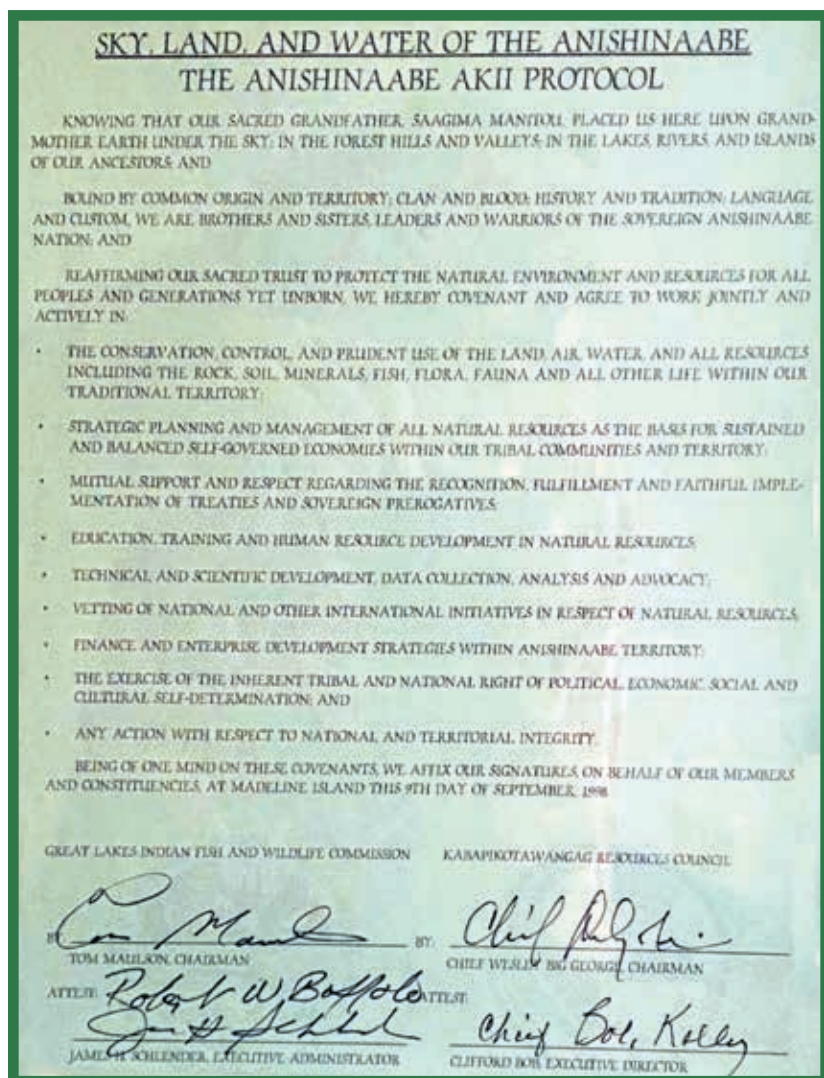 SKY, LAND, AND WATER OF THE ANISHINAABE
THE ANISHINAABE AKII PROTOCOL
KNOWING THAT OUR SACRED GRANDFATHER, SAAGIMA MANITOU, PLACED US HERE UPON GRAND-
MOTHER EARTH UNDER THE SKY; IN THE FOREST HILLS AND VALLEYS; IN THE LAKES, RIVERS, AND ISLANDS
OF OUR ANCESTORS; AND
BOUND BY COMMON ORIGIN AND TERRITORY; CLAN AND BLOOD; HISTORY AND TRADITION; LANGUAGE
AND CUSTOM, WE ARE BROTHERS AND SISTERS, LEADERS AND WARRIORS OF THE SOVEREIGN ANISHINAABE
NATION; AND
REAFFIRMING OUR SACRED TRUST TO PROTECT THE NATURAL ENVIRONMENT AND RESOURCES FOR ALL
PEOPLES AND GENERATIONS YET UNBORN, WE HEREBY COVENANT AND AGREE TO WORK JOINTLY AND
ACTIVELY IN:
• THE CONSERVATION, CONTROL, AND PRUDENT USE OF THE LAND, AIR, WATER, AND ALL RESOURCES
INCLUDING THE ROCK, SOIL, MINERALS, FISH, FLORA, FAUNA AND ALL OTHER LIFE WITHIN OUR
TRADITIONAL TERRITORY;
• STRATEGIC PLANNING AND MANAGEMENT OF ALL NATURAL RESOURCES AS THE BASIS FOR SUSTAINED
AND BALANCED SELF-GOVERNED ECONOMIES WITHIN OUR TRIBAL COMMUNITIES AND TERRITORY;
• MUTUAL SUPPORT AND RESPECT REGARDING THE RECOGNITION, FULFILLMENT AND FAITHFUL IMPLE-
MENTATION OF TREATIES AND SOVEREIGN PREROGATIVES;
• EDUCATION, TRAINING AND HUMAN RESOURCE DEVELOPMENT IN NATURAL RESOURCES;
• TECHNICAL AND SCIENTIFIC DEVELOPMENT, DATA COLLECTION, ANALYSIS AND ADVOCACY;
• VETTING OF NATIONAL AND OTHER INTERNATIONAL INITIATIVES IN RESPECT OF NATURAL RESOURCES;
• FINANCE AND ENTERPRISE DEVELOPMENT STRATEGIES WITHIN ANISHINAABE TERRITORY;
• THE EXERCISE OF THE INHERENT TRIBAL AND NATIONAL RIGHT OF POLITICAL, ECONOMIC, SOCIAL AND
CULTURAL SELF-DETERMINATION; AND
• ANY ACTION WITH RESPECT TO NATIONAL AND TERRITORIAL INTEGRITY.
BEING OF ONE MIND ON THESE COVENANTS, WE AFFIX OUR SIGNATURES, ON BEHALF OF OUR MEMBERS
AND CONSTITUENCIES, AT MADELINE ISLAND THIS 9TH DAY OF SEPTEMBER, 1998.
GREAT LAKES INDIAN FISH AND WILDLIFE COMMISSION
BY:
TOM MAULSON, CHAIRMAN
ATTEST:
JAMES H. SCHLENDER, EXECUTIVE ADMINISTRATOR
KABAPIKOTAWANGAG RESOURCES COUNCIL
BY: Chief
CHIEF WESLEY BIG GEORGE, CHAIRMAN
ATTEST:
Chief Bob Kelley
CLIFFORD BOB, EXECUTIVE DIRECTOR